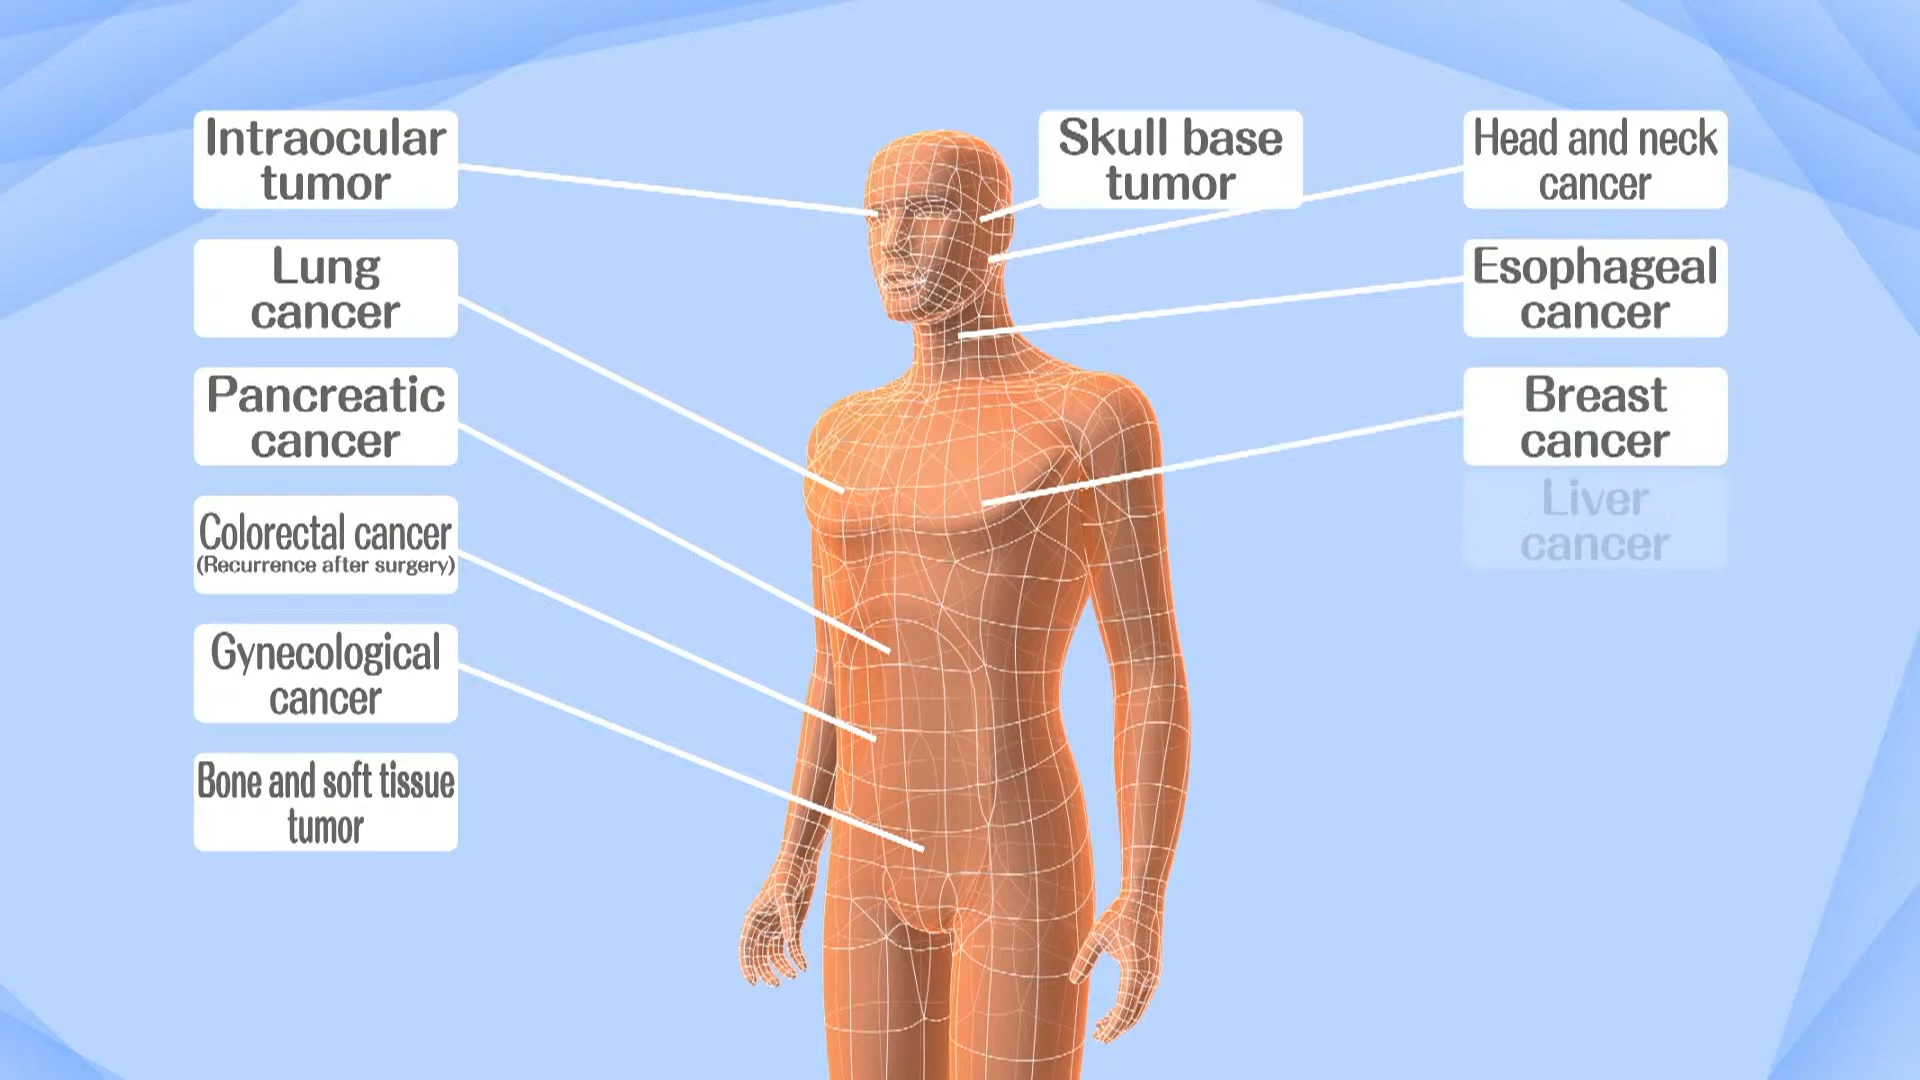 Intraocular
tumor
Lung
cancer
Pancreatic
cancer
Colorectal cancer
(Recurrence after surgery)
Gynecological
cancer
Bone and soft tissue
tumor
Skull base
tumor
Head and neck
cancer
Esophageal
cancer
Breast
cancer
Liver
cancer